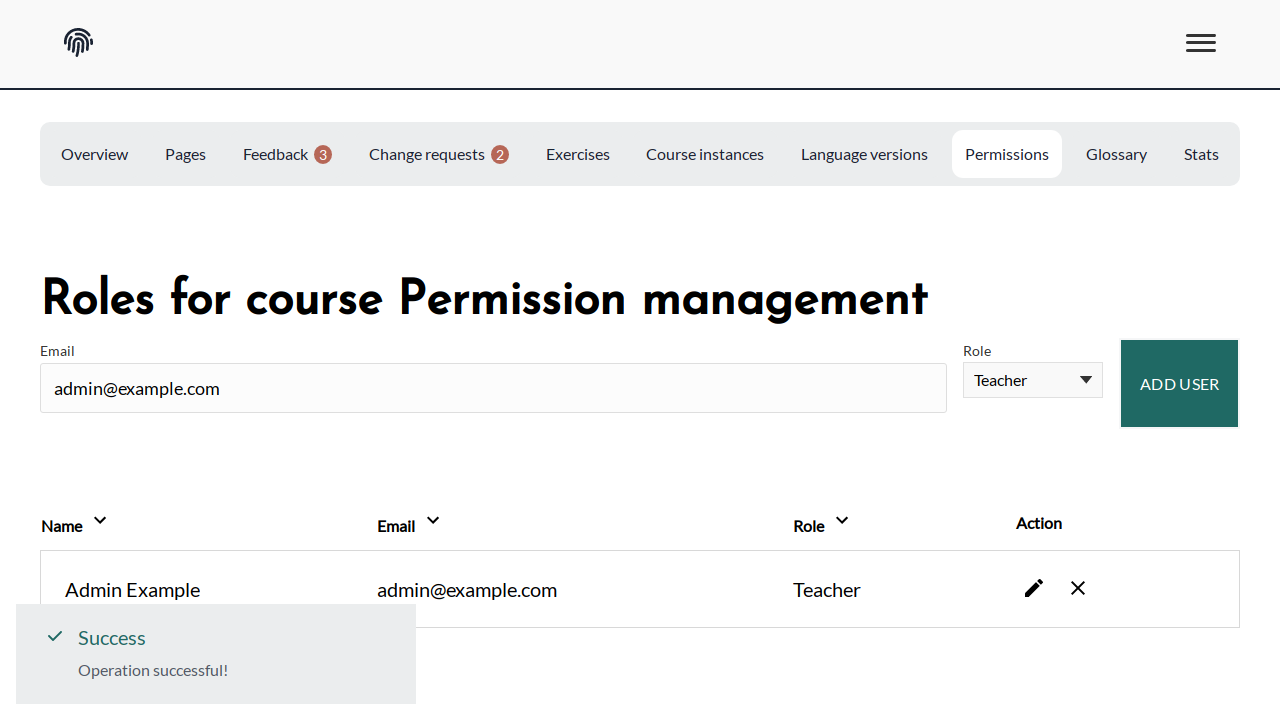 Overview Pages Feedback 3 Change requests 2 Exercises Course instances Language versions Permissions Glossary Stats
Roles for course Permission management
Email Role
admin@example.com Teacher ADD USER
Name Email Role Action
Admin Example admin@example.com Teacher
Success
Operation successful!